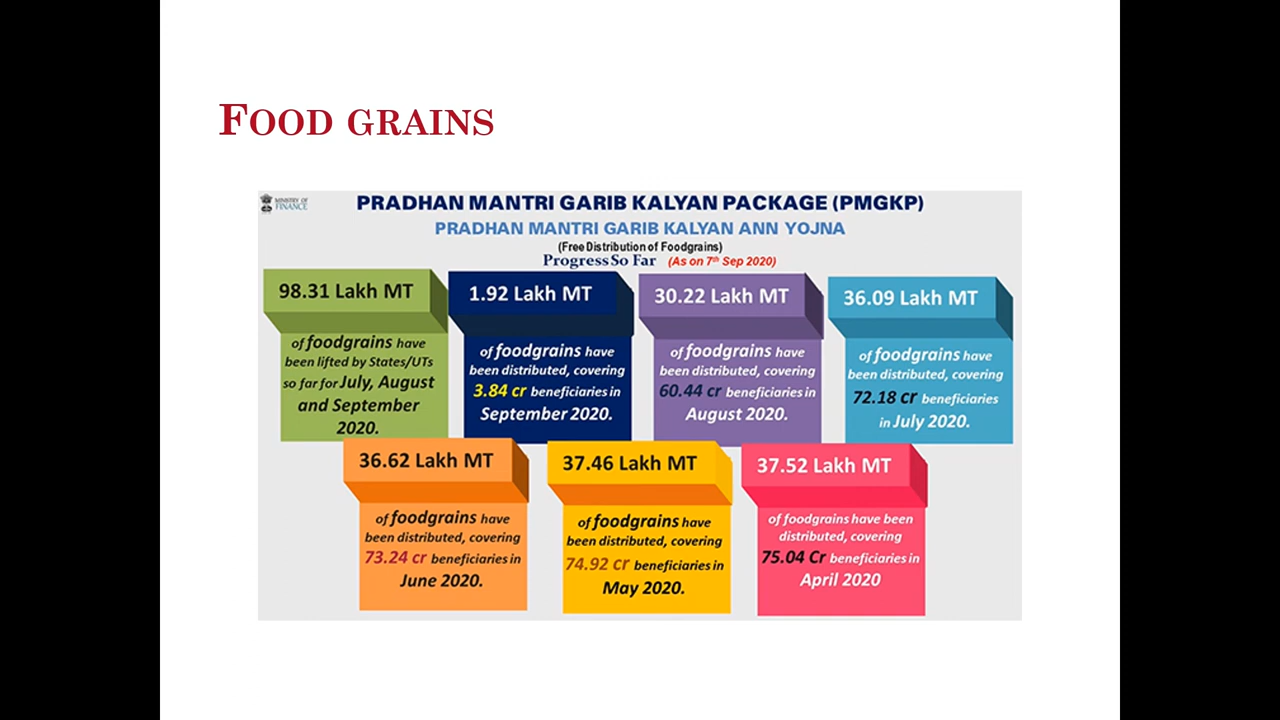 FOOD GRAINS
MINISTRY OF
FINANCE
PRADHAN MANTRI GARIB KALYAN PACKAGE (PMGKP)
PRADHAN MANTRI GARIB KALYAN ANN YOJNA
(Free Distribution of Foodgrains)
Progress So Far (As on 7th Sep 2020)
98.31 Lakh MT
of foodgrains have
been lifted by States/UTs
so far for July, August
and September
2020.
1.92 Lakh MT
of foodgrains have
been distributed, covering
3.84 cr beneficiaries in
September 2020.
30.22 Lakh MT
of foodgrains have
been distributed, covering
60.44 cr beneficiaries in
August 2020.
36.09 Lakh MT
of foodgrains have
been distributed, covering
72.18 cr beneficiaries
in July 2020.
36.62 Lakh MT
of foodgrains have
been distributed, covering
73.24 cr beneficiaries in
June 2020.
37.46 Lakh MT
of foodgrains have
been distributed, covering
74.92 cr beneficiaries in
May 2020.
37.52 Lakh MT
of foodgrains have been
distributed, covering
75.04 Cr beneficiaries in
April 2020